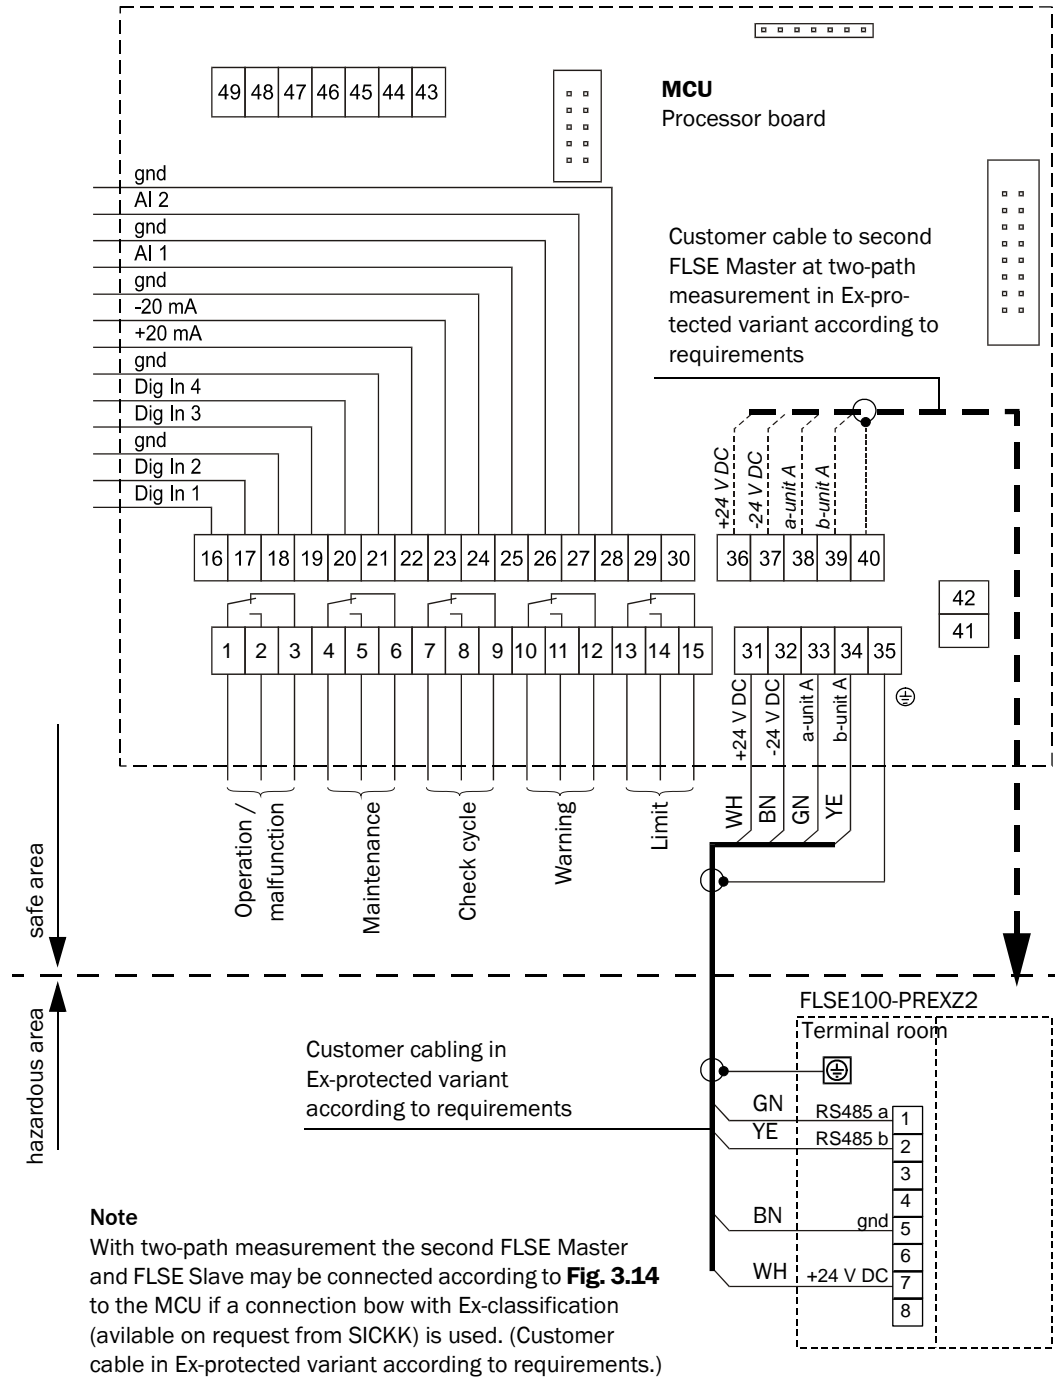 MCU
Processor board
49 48 47 46 45 44 43
gnd
AI 2
gnd
AI 1
gnd
-20 mA
+20 mA
gnd
Dig In 4
Dig In 3
gnd
Dig In 2
Dig In 1
Customer cable to second
FLSE Master at two-path
measurement in Ex-pro-
tected variant according to
requirements
+24 V DC
-24 V DC
a-unit A
b-unit A
16 17 18 19 20 21 22 23 24 25 26 27 28 29 30
36 37 38 39 40
42
41
1 2 3 4 5 6 7 8 9 10 11 12 13 14 15
31 32 33 34 35
+24 V DC
-24 V DC
a-unit A
b-unit A
WH
BN
GN
YE
Operation /
malfunction
Maintenance
Check cycle
Warning
Limit
safe area
hazardous area
FLSE100-PREXZ2
Terminal room
Customer cabling in
Ex-protected variant
according to requirements
GN RS485 a 1
YE RS485 b 2
3
4
BN gnd 5
6
WH +24 V DC 7
8
Note
With two-path measurement the second FLSE Master
and FLSE Slave may be connected according to Fig. 3.14
to the MCU if a connection bow with Ex-classification
(avilable on request from SICKK) is used. (Customer
cable in Ex-protected variant according to requirements.)